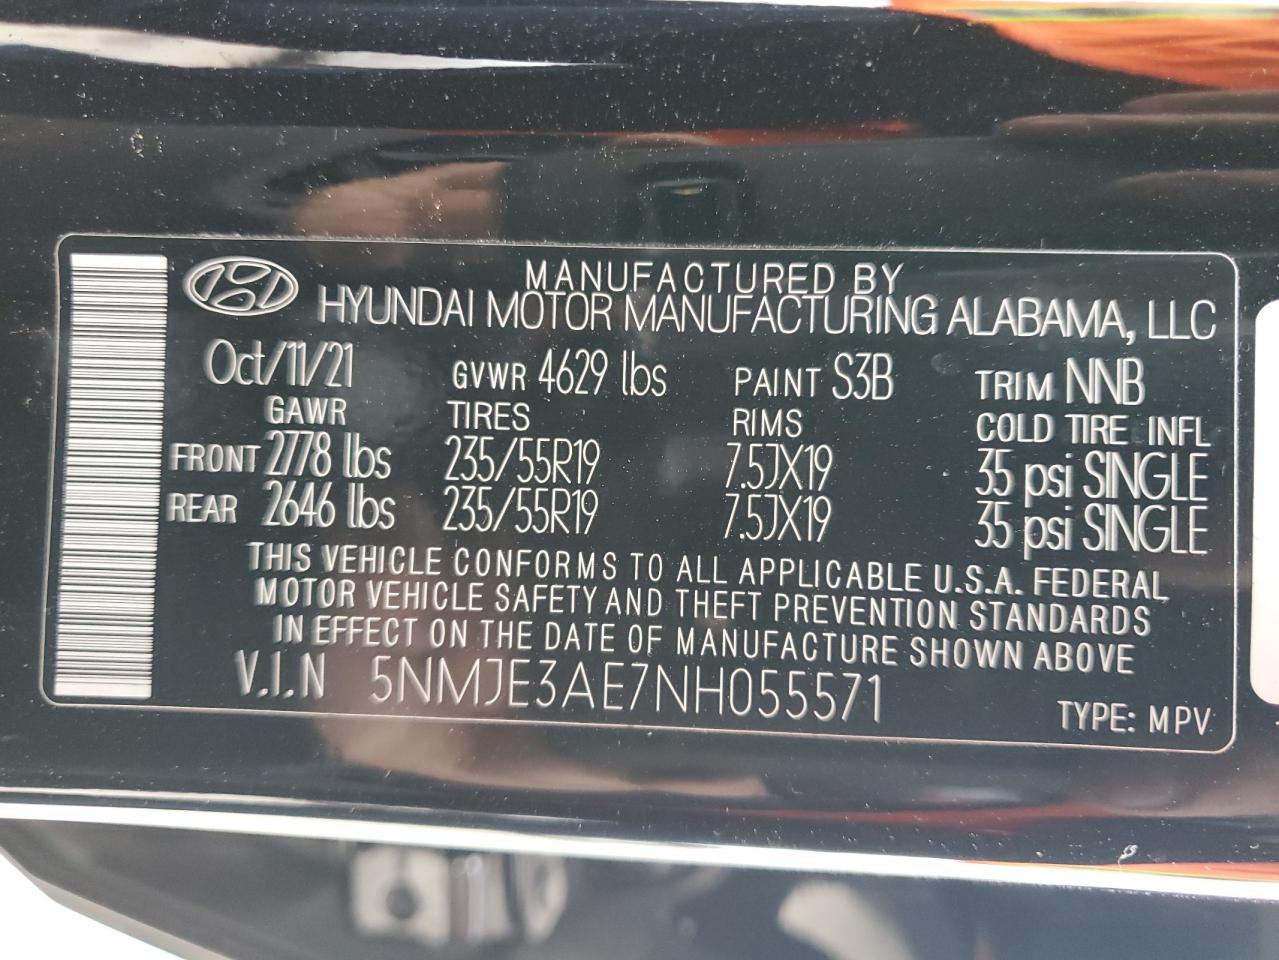 MANUFACTURED BY
HYUNDAI MOTOR MANUFACTURING ALABAMA, LLC
Oct/11/21 GVWR 4629 lbs PAINT S3B TRIM NNB
GAWR TIRES RIMS COLD TIRE INFL
FRONT 2778 lbs 235/55R19 7.5JX19 35 psi SINGLE
REAR 2646 lbs 235/55R19 7.5JX19 35 psi SINGLE
THIS VEHICLE CONFORMS TO ALL APPLICABLE U.S.A. FEDERAL
MOTOR VEHICLE SAFETY AND THEFT PREVENTION STANDARDS
IN EFFECT ON THE DATE OF MANUFACTURE SHOWN ABOVE
V.I.N 5NMJE3AE7NH055571
TYPE: MPV